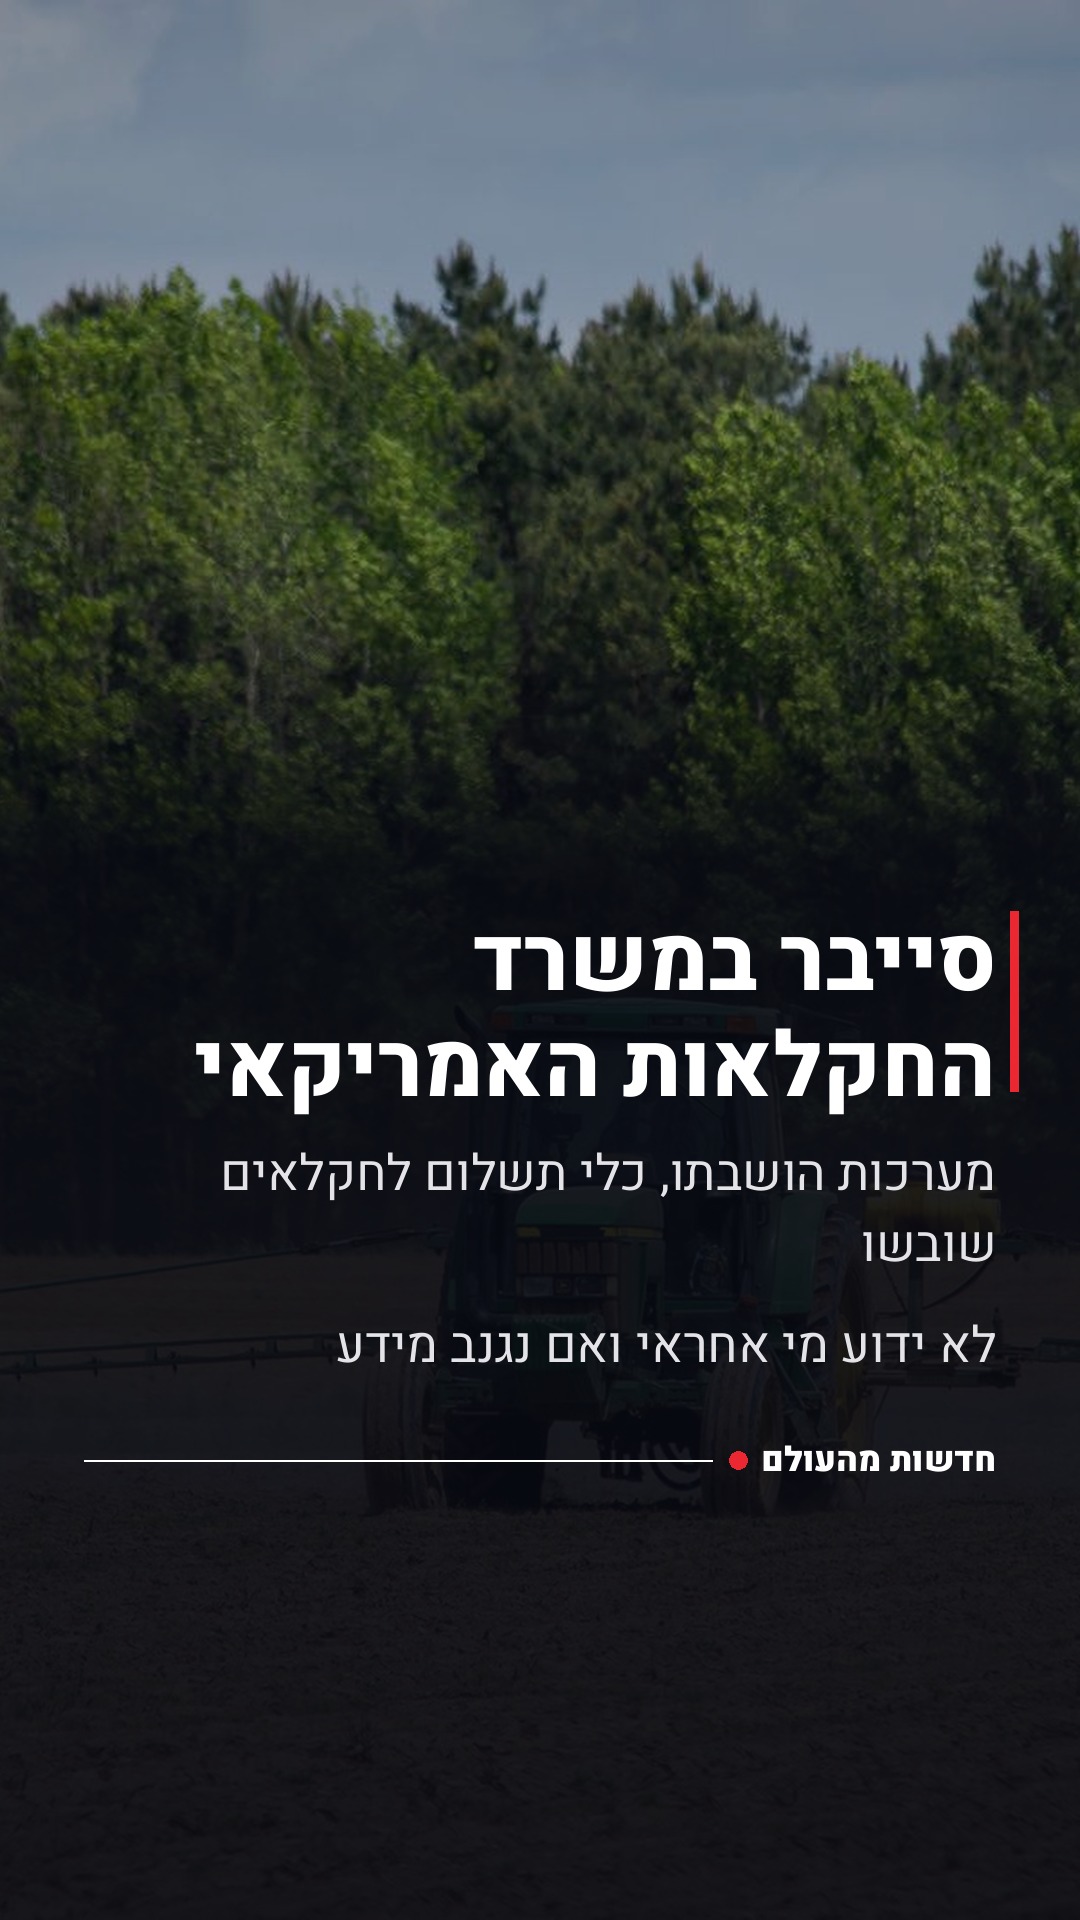 סייבר במשרד
החקלאות האמריקאי
מערכות הושבתו, כלי תשלום לחקלאים
שובשו
לא ידוע מי אחראי ואם נגנב מידע
חדשות מהעולם